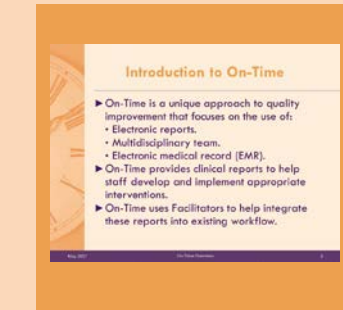 Introduction to On-Time
►On-Time is a unique approach to quality
improvement that focuses on the use of:
• Electronic reports.
• Multidisciplinary team.
• Electronic medical record (EMR).
►On-Time provides clinical reports to help
staff develop and implement appropriate
interventions.
►On-Time uses Facilitators to help integrate
these reports into existing workflow.